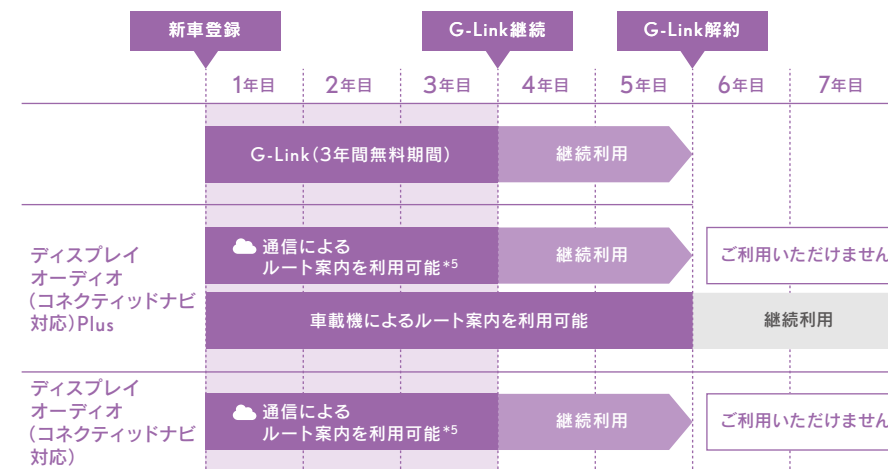 新車登録
G-Link継続
G-Link解約
1年目
2年目
3年目
4年目
5年目
6年目
7年目
G-Link(3年間無料期間)
継続利用
ディスプレイ
オーディオ
(コネクティッドナビ
対応)Plus
通信による
ルート案内を利用可能*5
継続利用
ご利用いただけません
車載機によるルート案内を利用可能
継続利用
ディスプレイ
オーディオ
(コネクティッドナビ
対応)
通信による
ルート案内を利用可能*5
継続利用
ご利用いただけません